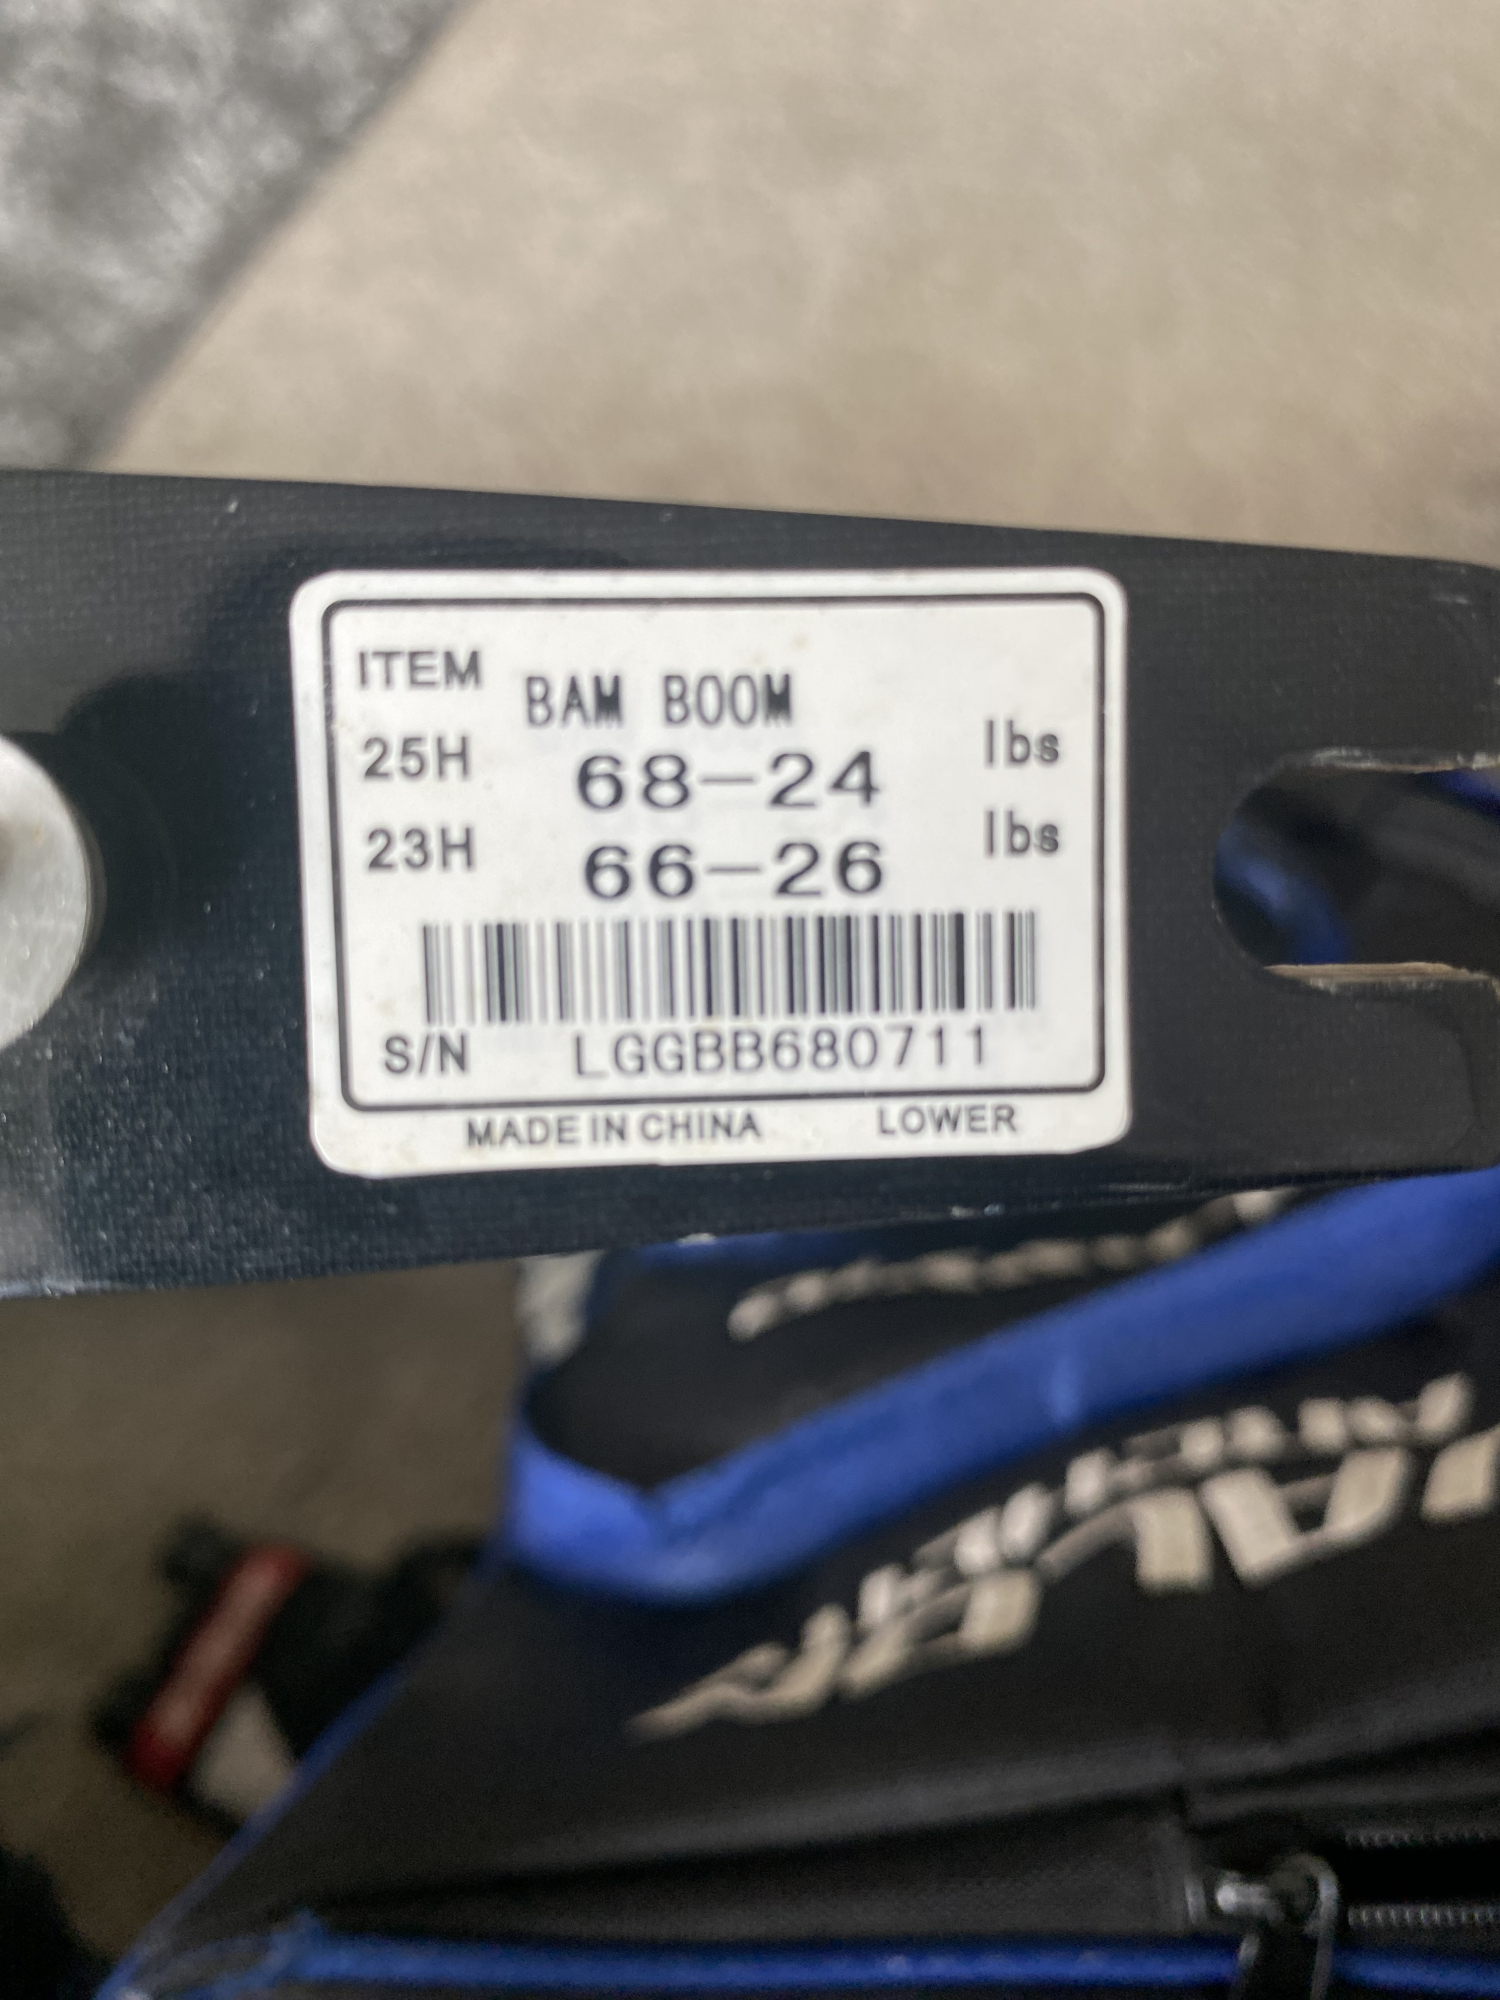 ITEM BAM BOOM
25H 68-24 lbs
23H 66-26 lbs
S/N LGGBB680711
MADE IN CHINA LOWER